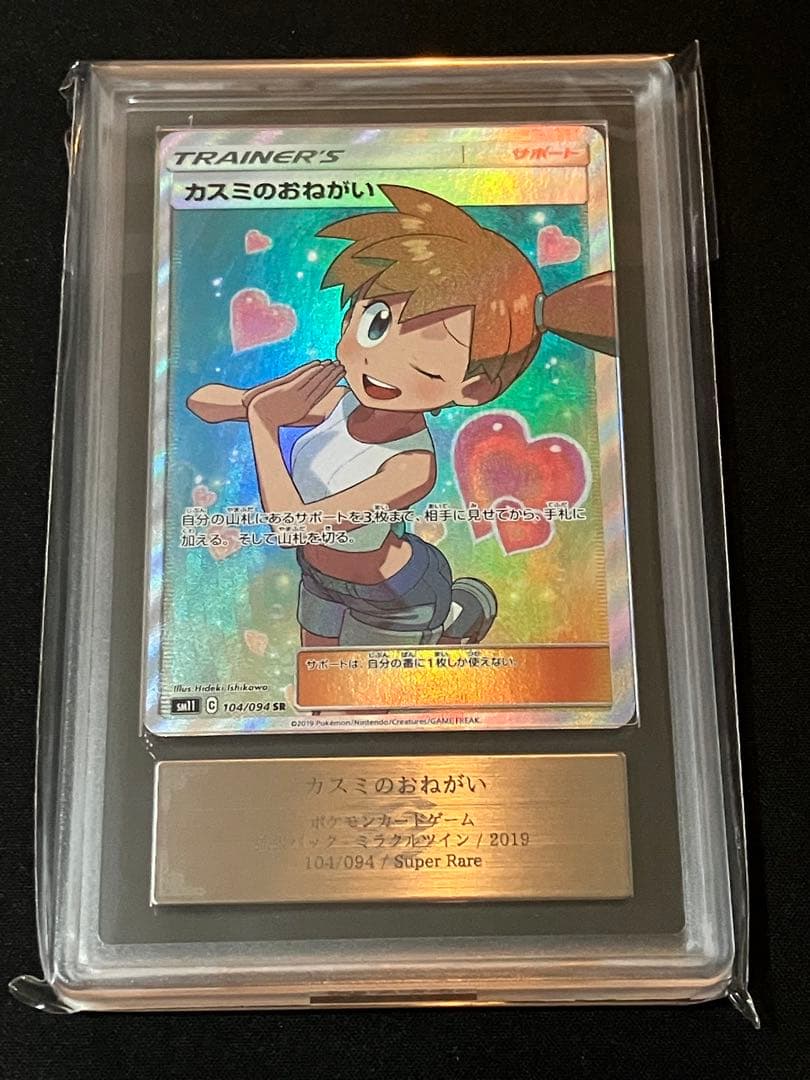 TRAINER'S サポート
カスミのおねがい
自分の山札にあるサポートを3枚まで、相手に見せてから、手札に
加える。そして山札を切る。
サポートは、自分の番に1枚しか使えない。
Illus. Hideki Ishikawa
sm11 C 104/094 SR
©2019 Pokémon/Nintendo/Creatures/GAME FREAK.
カスミのおねがい
ポケモンカードゲーム
パック ミラクルツイン / 2019
104/094 / Super Rare